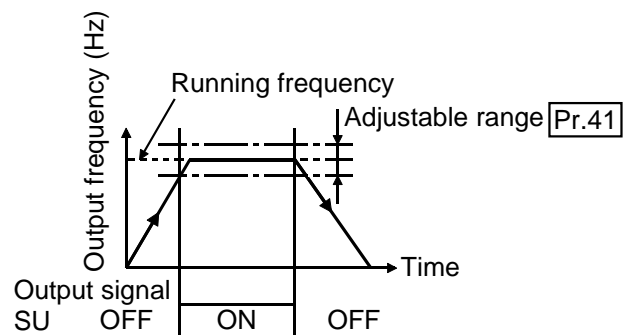 Output frequency (Hz)
Running frequency
Adjustable range Pr.41
Time
Output signal
SU OFF ON OFF